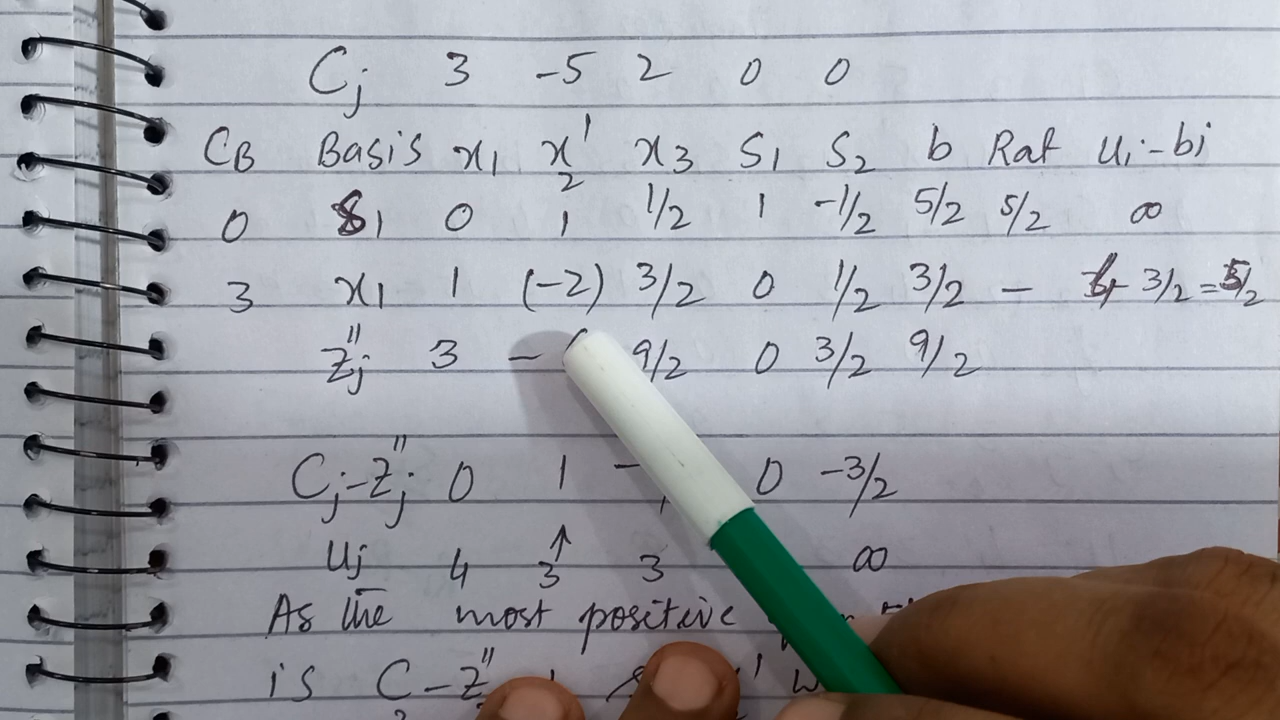 Cj 3 -5 2 0 0
CB Basis x1 x2' x3 S1 S2 b Rat Ui-bi
0 S1 0 1 1/2 1 -1/2 5/2 5/2 ∞
3 x1 1 (-2) 3/2 0 1/2 3/2 - 3/2 = 5/2
Zj" 3 - 9/2 0 3/2 9/2
Cj-Zj" 0 1 - 0 -3/2
Uj 4 3 3 ∞
As the most positive
is C-Z"